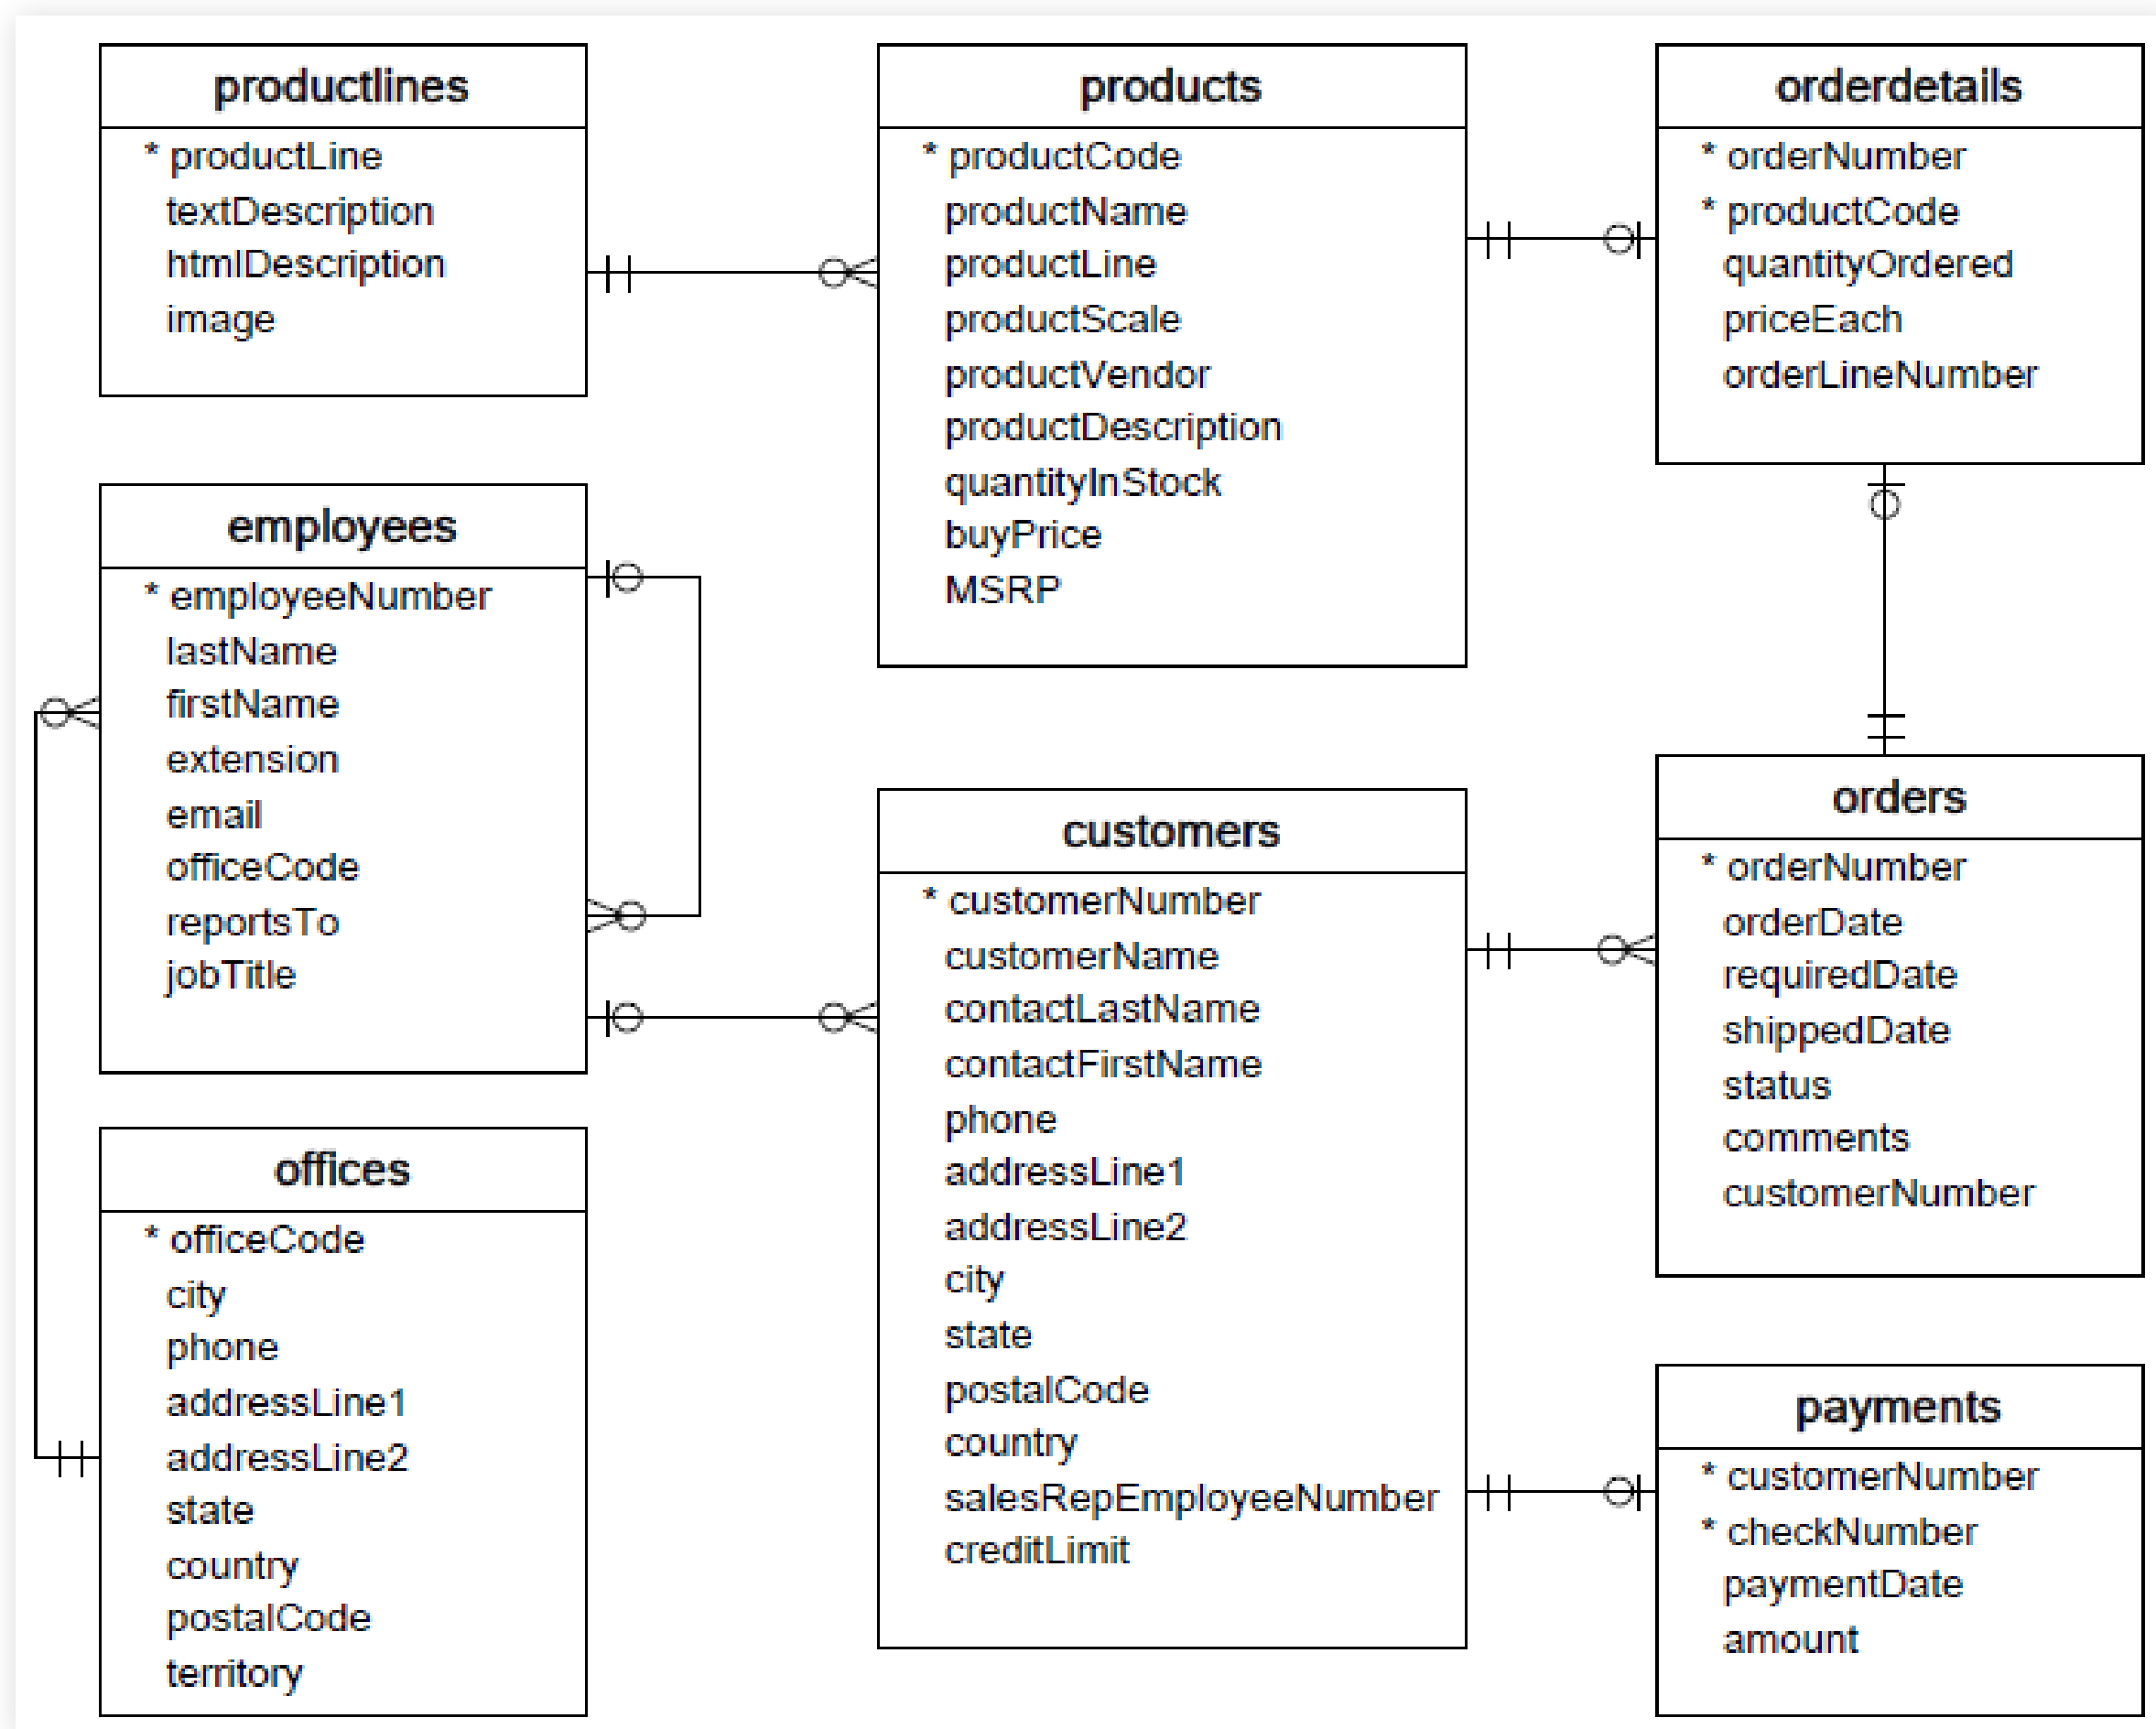 productlines
* productLine
textDescription
htmlDescription
image
products
* productCode
productName
productLine
productScale
productVendor
productDescription
quantityInStock
buyPrice
MSRP
orderdetails
* orderNumber
* productCode
quantityOrdered
priceEach
orderLineNumber
employees
* employeeNumber
lastName
firstName
extension
email
officeCode
reportsTo
jobTitle
customers
* customerNumber
customerName
contactLastName
contactFirstName
phone
addressLine1
addressLine2
city
state
postalCode
country
salesRepEmployeeNumber
creditLimit
orders
* orderNumber
orderDate
requiredDate
shippedDate
status
comments
customerNumber
offices
* officeCode
city
phone
addressLine1
addressLine2
state
country
postalCode
territory
payments
* customerNumber
* checkNumber
paymentDate
amount